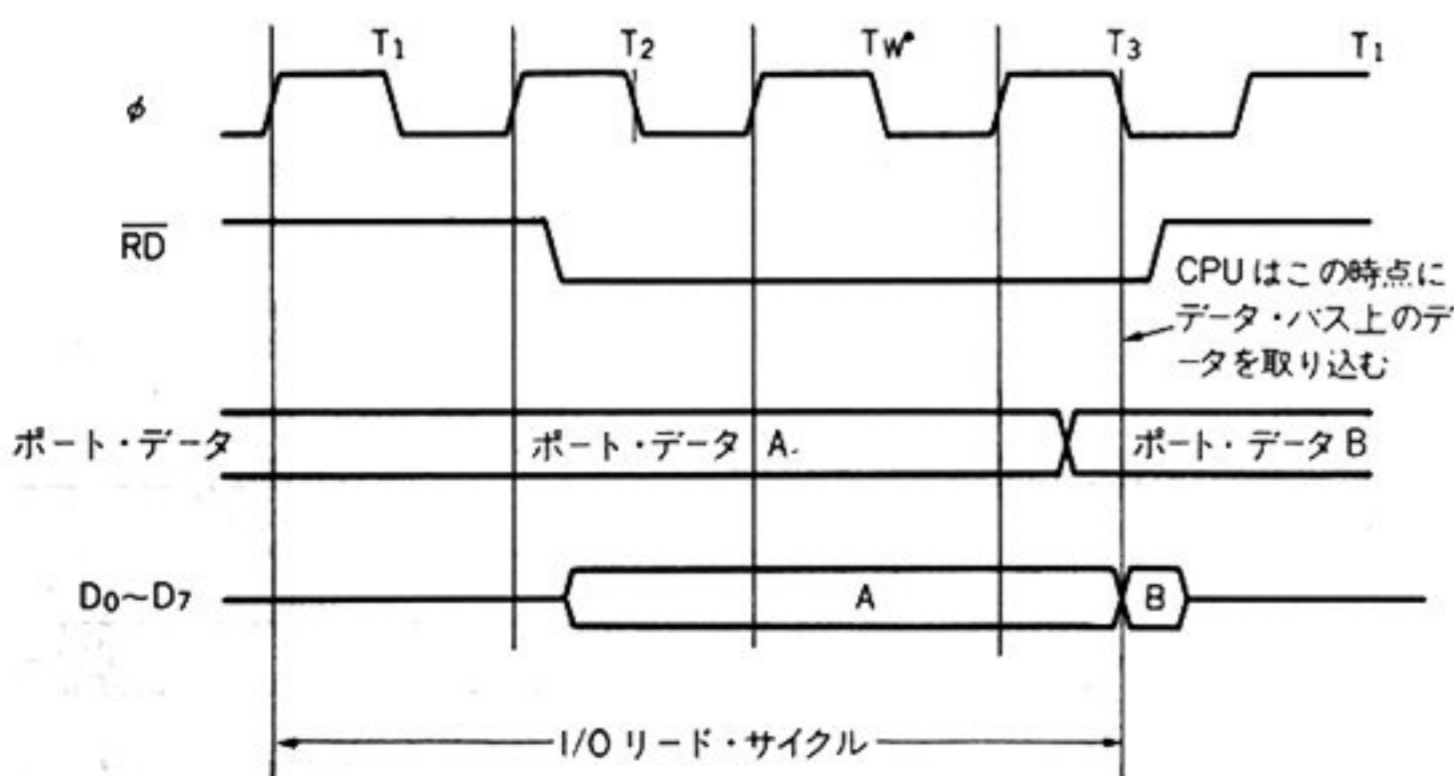 T1 T2 Tw* T3 T1
φ
RD
CPUはこの時点に
データ・バス上のデ
ータを取り込む
ポート・データ ポート・データ A ポート・データ B
D0~D7 A B
I/O リード・サイクル